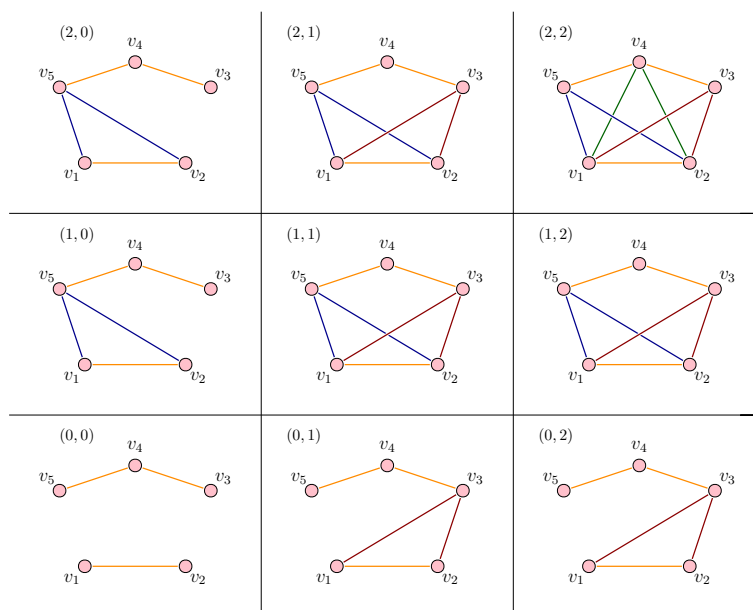 (2, 0)
v4
v5
v3
v1
v2
(2, 1)
v4
v5
v3
v1
v2
(2, 2)
v4
v5
v3
v1
v2
(1, 0)
v4
v5
v3
v1
v2
(1, 1)
v4
v5
v3
v1
v2
(1, 2)
v4
v5
v3
v1
v2
(0, 0)
v4
v5
v3
v1
v2
(0, 1)
v4
v5
v3
v1
v2
(0, 2)
v4
v5
v3
v1
v2